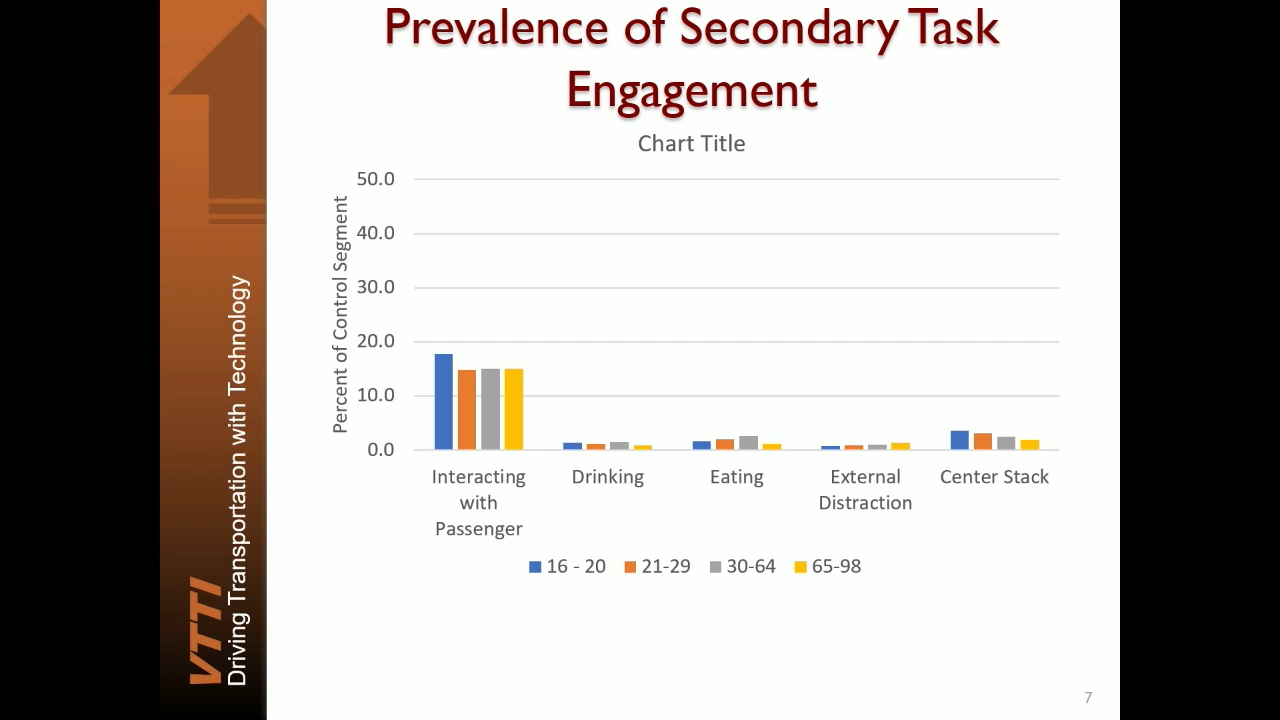 Prevalence of Secondary Task
Engagement
Chart Title
Percent of Control Segment
50.0
40.0
30.0
20.0
10.0
0.0
Interacting
with
Passenger
Drinking
Eating
External
Distraction
Center Stack
16 - 20
21-29
30-64
65-98
VTTI
Driving Transportation with Technology
7